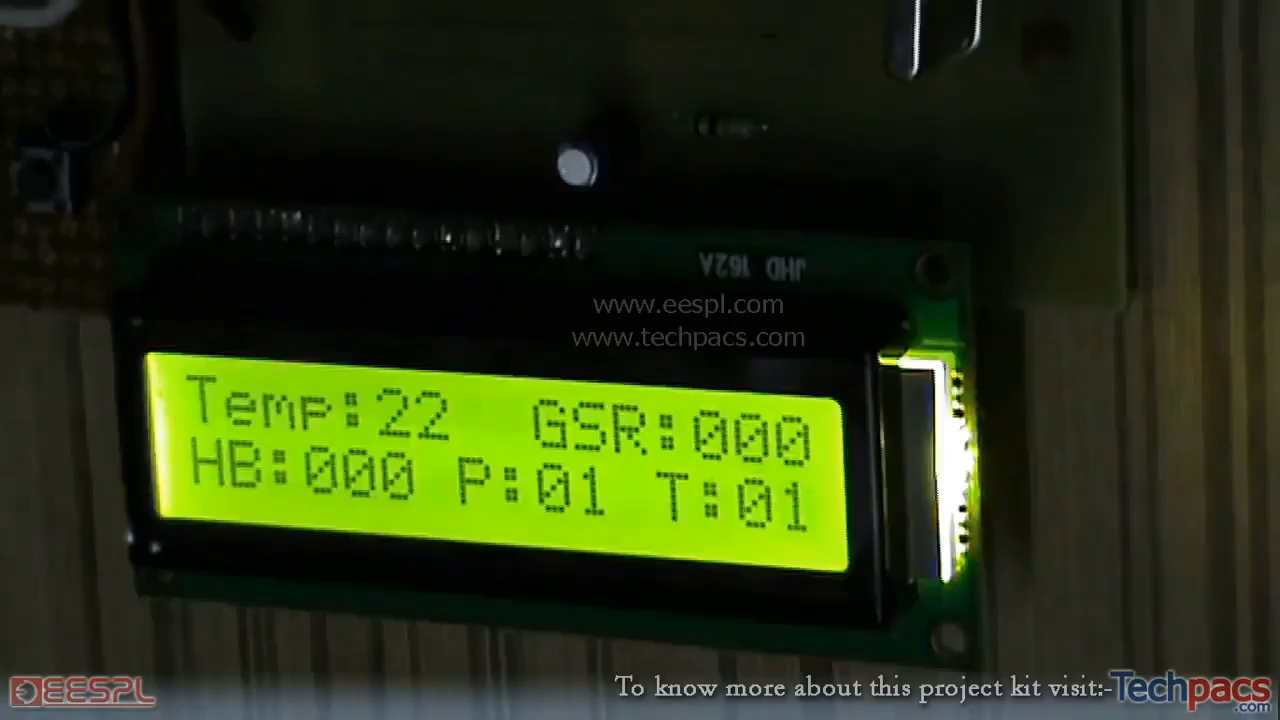 JHD 162A
www.eespl.com
www.techpacs.com
Temp:22 GSR:000
HB:000 P:01 T:01
EESPL
To know more about this project kit visit:-Techpacs.com